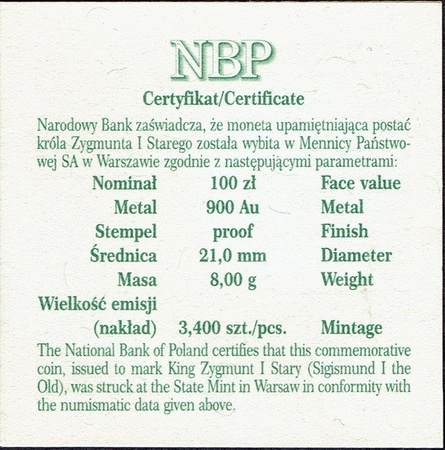 NBP
Certyfikat/Certificate
Narodowy Bank zaświadcza, że moneta upamiętniająca postać
króla Zygmunta I Starego została wybita w Mennicy Państwo-
wej SA w Warszawie zgodnie z następującymi parametrami:
Nominał 100 zł Face value
Metal 900 Au Metal
Stempel proof Finish
Średnica 21,0 mm Diameter
Masa 8,00 g Weight
Wielkość emisji
(nakład) 3,400 szt./pcs. Mintage
The National Bank of Poland certifies that this commemorative
coin, issued to mark King Zygmunt I Stary (Sigismund I the
Old), was struck at the State Mint in Warsaw in conformity with
the numismatic data given above.